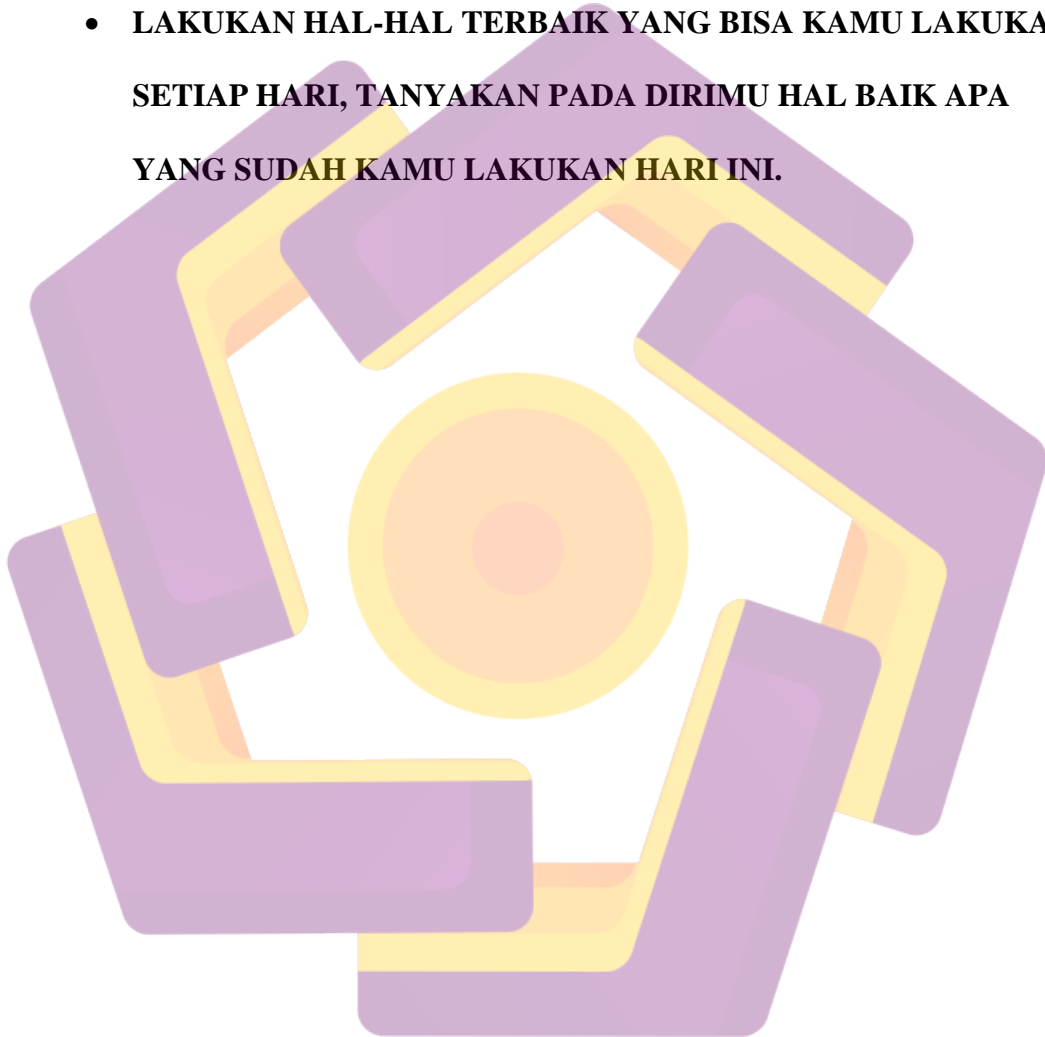 • LAKUKAN HAL-HAL TERBAIK YANG BISA KAMU LAKUKA
SETIAP HARI, TANYAKAN PADA DIRIMU HAL BAIK APA
YANG SUDAH KAMU LAKUKAN HARI INI.